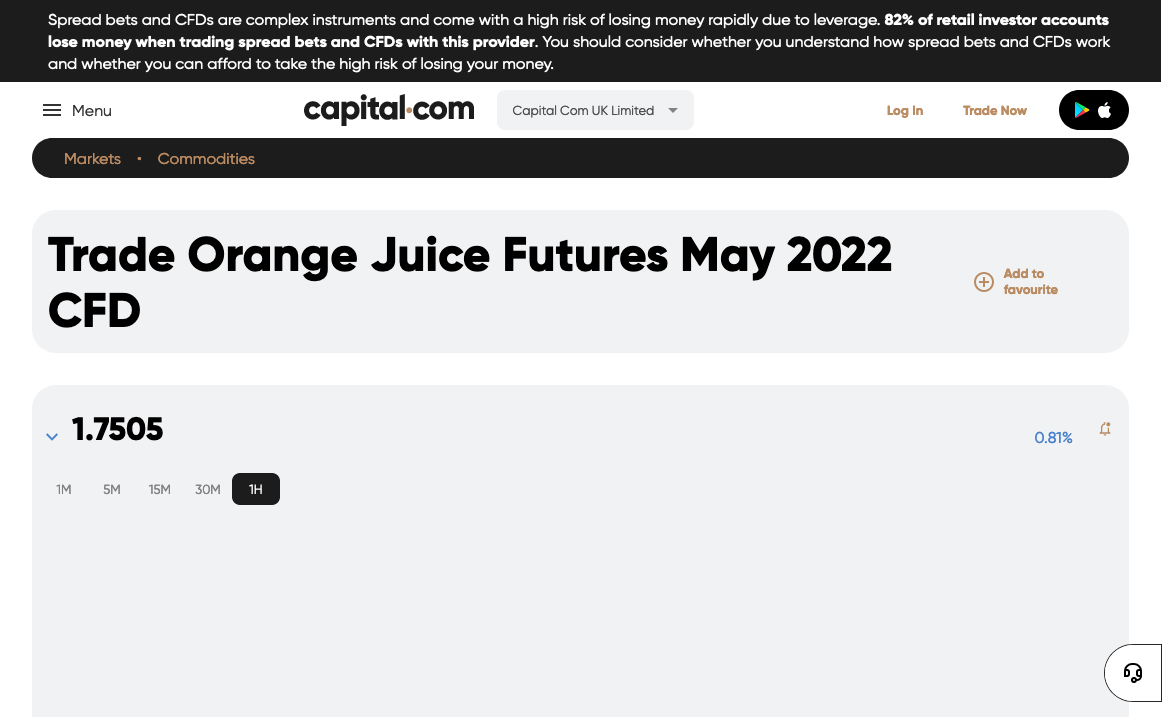 Spread bets and CFDs are complex instruments and come with a high risk of losing money rapidly due to leverage. 82% of retail investor accounts
lose money when trading spread bets and CFDs with this provider. You should consider whether you understand how spread bets and CFDs work
and whether you can afford to take the high risk of losing your money.
Menu
capital.com
Capital Com UK Limited
Log In
Trade Now
Markets • Commodities
Trade Orange Juice Futures May 2022
CFD
Add to
favourite
1.7505
0.81%
1M 5M 15M 30M 1H